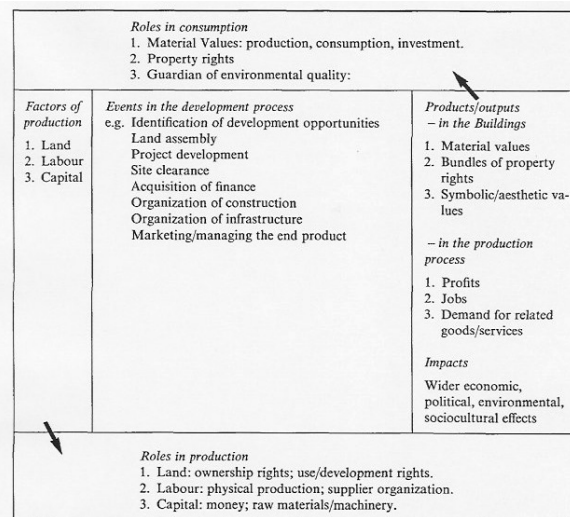 Roles in consumption
1. Material Values: production, consumption, investment.
2. Property rights
3. Guardian of environmental quality:
Factors of
production
1. Land
2. Labour
3. Capital
Events in the development process
e.g. Identification of development opportunities
Land assembly
Project development
Site clearance
Acquisition of finance
Organization of construction
Organization of infrastructure
Marketing/managing the end product
Products/outputs
– in the Buildings
1. Material values
2. Bundles of property
rights
3. Symbolic/aesthetic va-
lues
– in the production
process
1. Profits
2. Jobs
3. Demand for related
goods/services
Impacts
Wider economic,
political, environmental,
sociocultural effects
Roles in production
1. Land: ownership rights; use/development rights.
2. Labour: physical production; supplier organization.
3. Capital: money; raw materials/machinery.